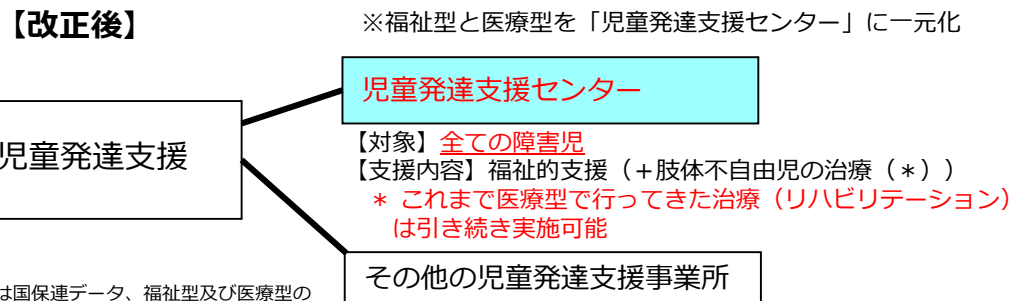 【改正後】
※福祉型と医療型を「児童発達支援センター」に一元化
児童発達支援センター
児童発達支援
【対象】全ての障害児
【支援内容】福祉的支援（＋肢体不自由児の治療（＊））
＊ これまで医療型で行ってきた治療（リハビリテーション）
は引き続き実施可能
その他の児童発達支援事業所
は国保連データ、福祉型及び医療型の